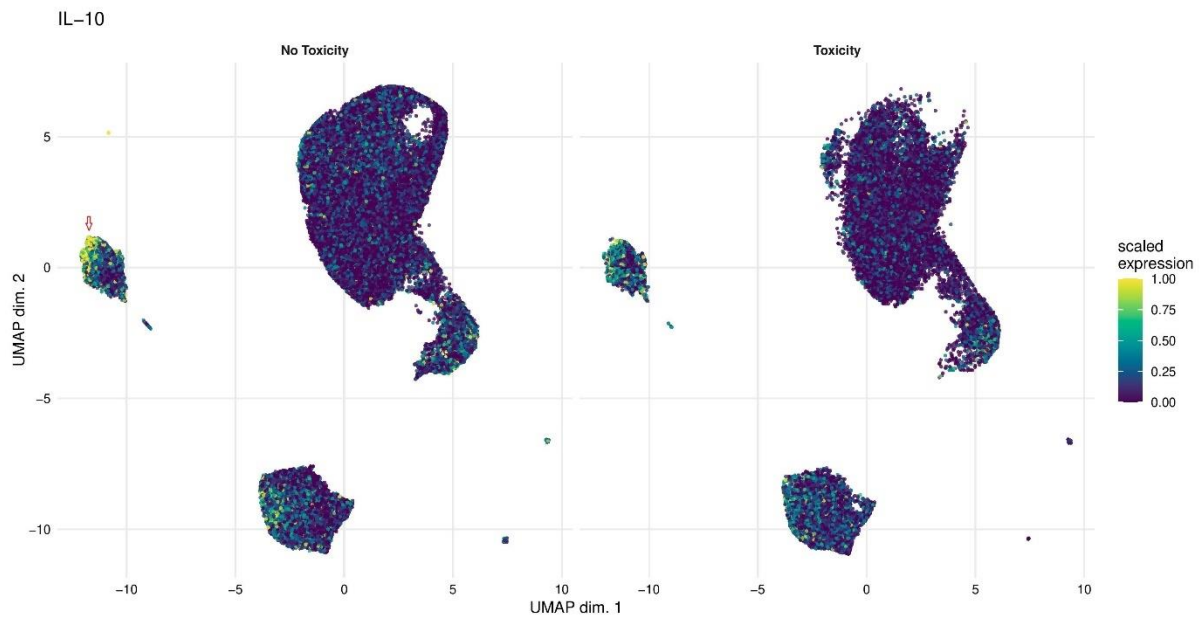 IL−10
No Toxicity
Toxicity
5
0
−5
−10
UMAP dim. 2
−10 −5 0 5 10
−10 −5 0 5 10
UMAP dim. 1
scaled
expression
1.00
0.75
0.50
0.25
0.00